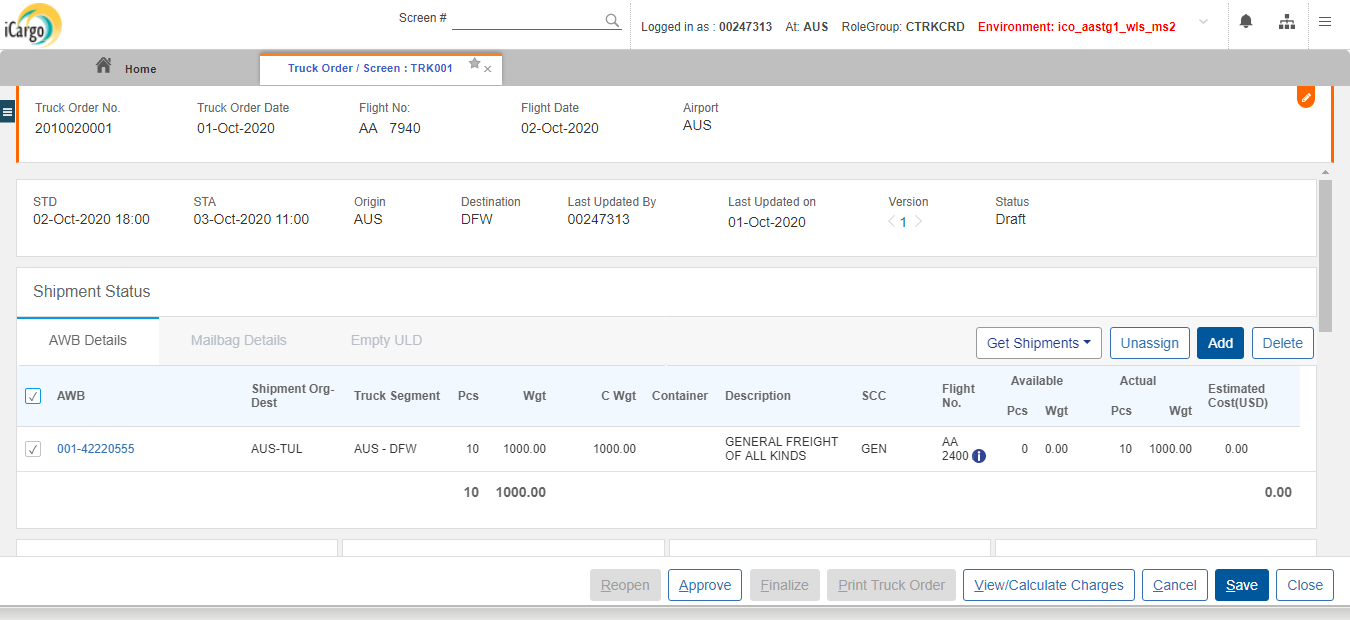 iCargo
Screen #
Logged in as : 00247313 At: AUS RoleGroup: CTRKCRD Environment: ico_aastg1_wls_ms2
Home
Truck Order / Screen : TRK001
Truck Order No. Truck Order Date Flight No: Flight Date Airport
2010020001 01-Oct-2020 AA 7940 02-Oct-2020 AUS
STD STA Origin Destination Last Updated By Last Updated on Version Status
02-Oct-2020 18:00 03-Oct-2020 11:00 AUS DFW 00247313 01-Oct-2020 1 Draft
Shipment Status
AWB Details Mailbag Details Empty ULD Get Shipments Unassign Add Delete
AWB Shipment Org-Dest Truck Segment Pcs Wgt C Wgt Container Description SCC Flight No. Available Pcs Wgt Actual Pcs Wgt Estimated Cost(USD)
001-42220555 AUS-TUL AUS - DFW 10 1000.00 1000.00 GENERAL FREIGHT OF ALL KINDS GEN AA 2400 i 0 0.00 10 1000.00 0.00
10 1000.00 0.00
Reopen Approve Finalize Print Truck Order View/Calculate Charges Cancel Save Close